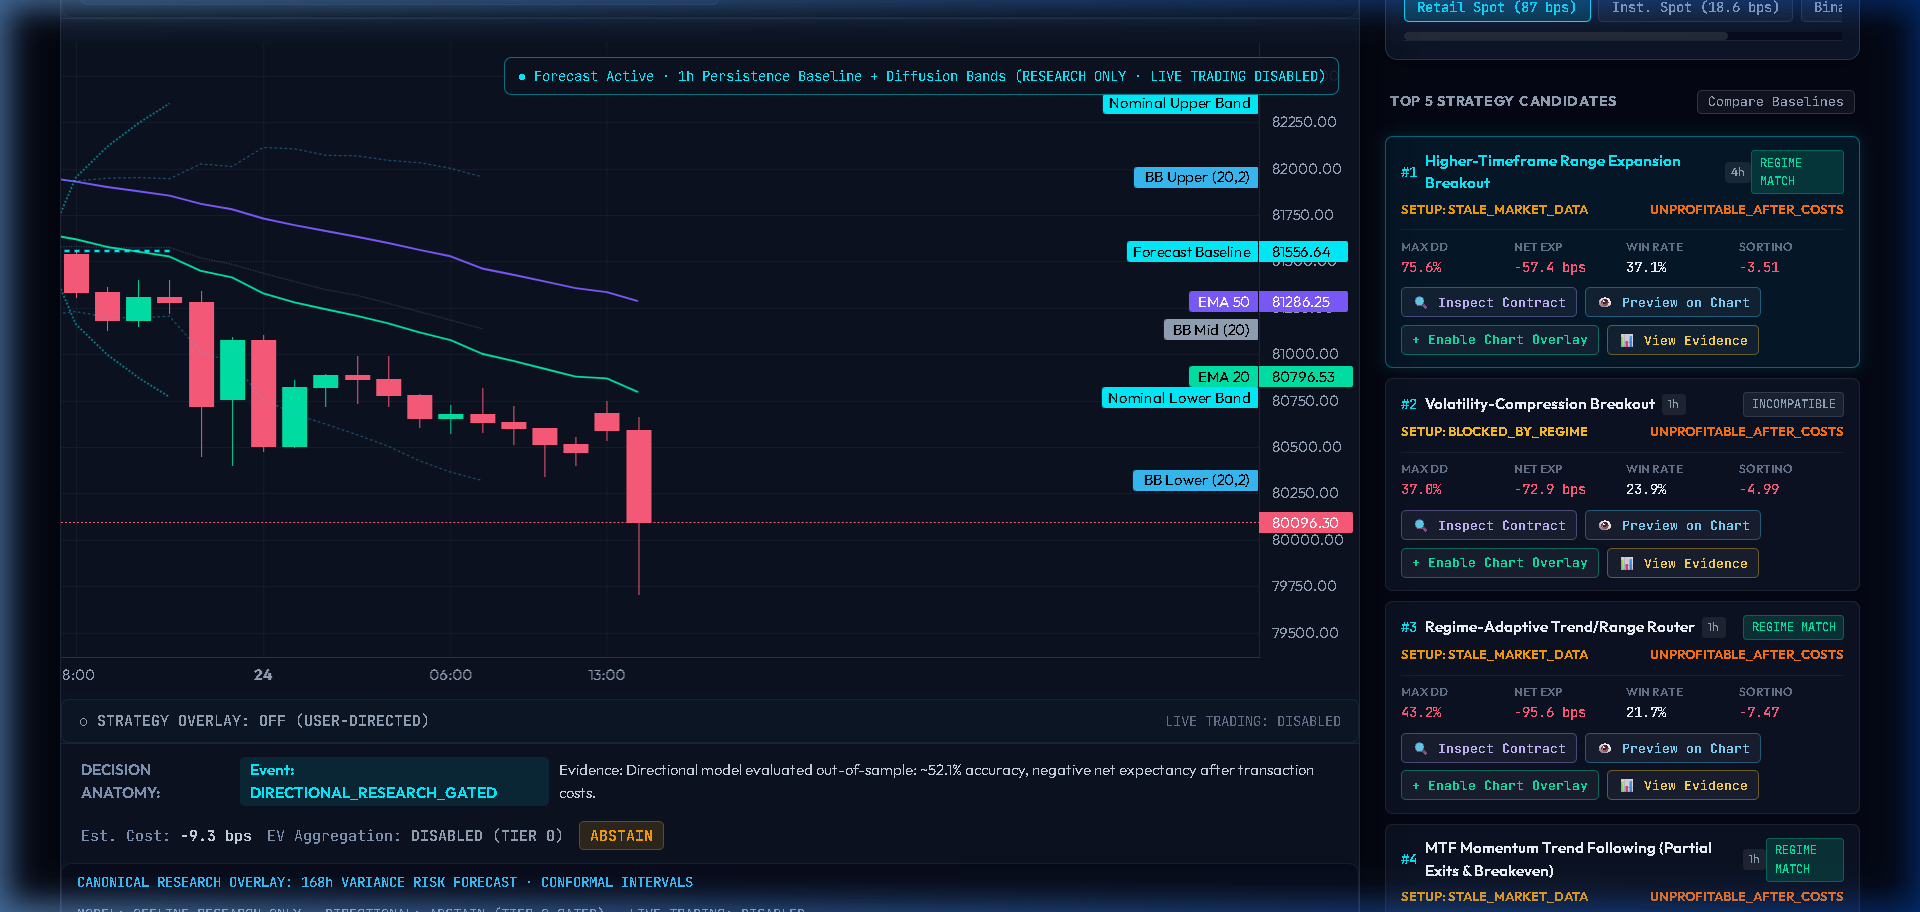 Retail Spot (87 bps)
Inst. Spot (18.6 bps)
Forecast Active · 1h Persistence Baseline + Diffusion Bands (RESEARCH ONLY · LIVE TRADING DISABLED)
Nominal Upper Band
82250.00
BB Upper (20,2)
82000.00
81750.00
Forecast Baseline
81556.64
EMA 50
81286.25
BB Mid (20)
81000.00
EMA 20
80796.53
Nominal Lower Band
80750.00
80500.00
BB Lower (20,2)
80250.00
80096.30
80000.00
79750.00
79500.00
8:00
24
06:00
13:00
○ STRATEGY OVERLAY: OFF (USER-DIRECTED)
LIVE TRADING: DISABLED
DECISION
ANATOMY:
Event:
DIRECTIONAL_RESEARCH_GATED
Evidence: Directional model evaluated out-of-sample: ~52.1% accuracy, negative net expectancy after transaction
costs.
Est. Cost: -9.3 bps EV Aggregation: DISABLED (TIER 0) ABSTAIN
CANONICAL RESEARCH OVERLAY: 168h VARIANCE RISK FORECAST · CONFORMAL INTERVALS
TOP 5 STRATEGY CANDIDATES
Compare Baselines
#1 Higher-Timeframe Range Expansion
Breakout
4h
REGIME
MATCH
SETUP: STALE_MARKET_DATA
UNPROFITABLE_AFTER_COSTS
MAX DD NET EXP WIN RATE SORTINO
75.6% -57.4 bps 37.1% -3.51
Inspect Contract
Preview on Chart
+ Enable Chart Overlay
View Evidence
#2 Volatility-Compression Breakout 1h
INCOMPATIBLE
SETUP: BLOCKED_BY_REGIME
UNPROFITABLE_AFTER_COSTS
MAX DD NET EXP WIN RATE SORTINO
37.0% -72.9 bps 23.9% -4.99
Inspect Contract
Preview on Chart
+ Enable Chart Overlay
View Evidence
#3 Regime-Adaptive Trend/Range Router 1h
REGIME MATCH
SETUP: STALE_MARKET_DATA
UNPROFITABLE_AFTER_COSTS
MAX DD NET EXP WIN RATE SORTINO
43.2% -95.6 bps 21.7% -7.47
Inspect Contract
Preview on Chart
+ Enable Chart Overlay
View Evidence
#4 MTF Momentum Trend Following (Partial
Exits & Breakeven)
1h
REGIME
MATCH
SETUP: STALE_MARKET_DATA
UNPROFITABLE_AFTER_COSTS